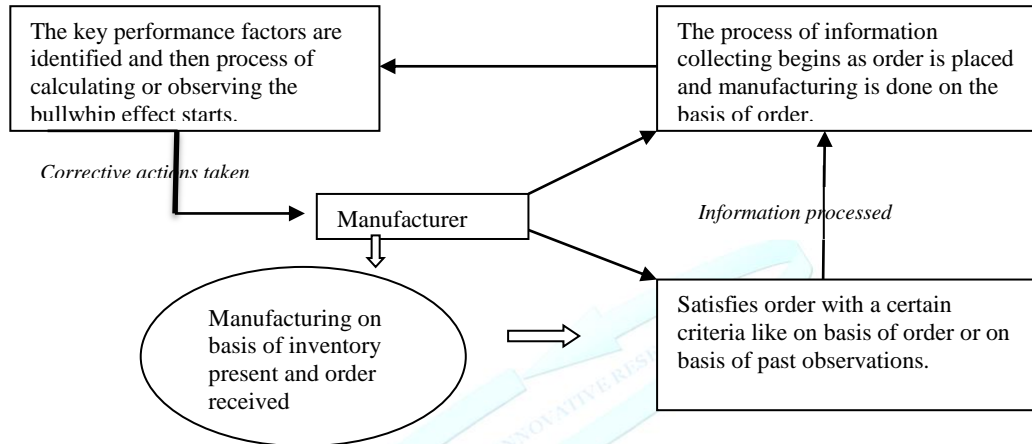 The key performance factors are
identified and then process of
calculating or observing the
bullwhip effect starts.
The process of information
collecting begins as order is placed
and manufacturing is done on the
basis of order.
Corrective actions taken
Manufacturer
Information processed
Manufacturing on
basis of inventory
present and order
received
Satisfies order with a certain
criteria like on basis of order or on
basis of past observations.